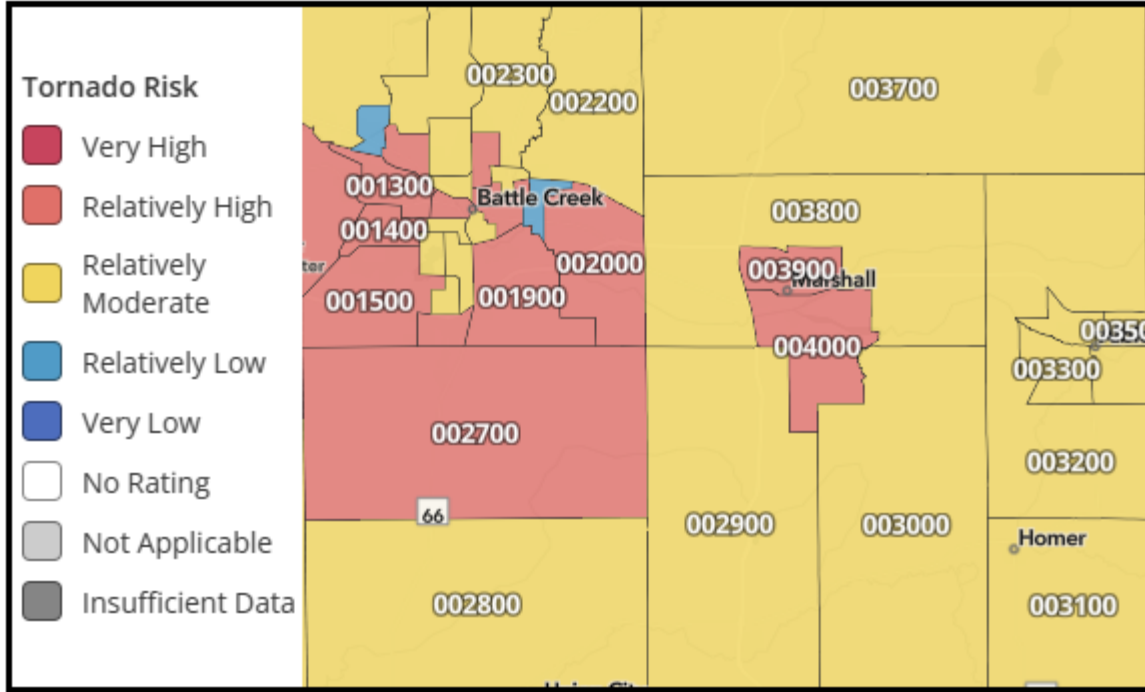 Tornado Risk
Very High
Relatively High
Relatively
Moderate
Relatively Low
Very Low
No Rating
Not Applicable
Insufficient Data
002300
002200
003700
001300
Battle Creek
003800
001400
002000
003900
Marshall
001500
001900
004000
003300
002700
003200
66
002900
003000
Homer
002800
003100